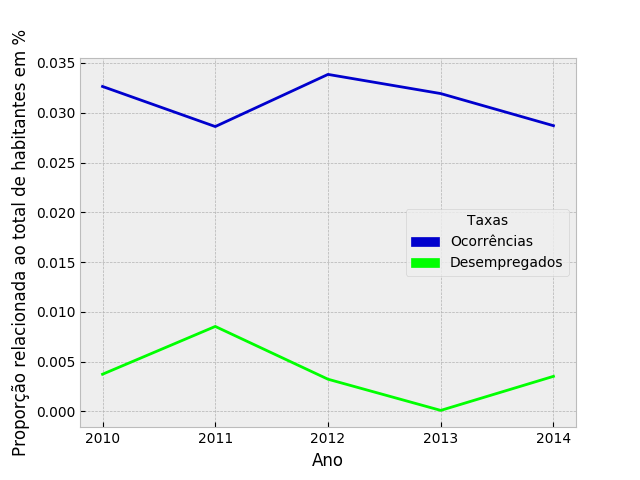 Proporção relacionada ao total de habitantes em %
0.035
0.030
0.025
0.020
0.015
0.010
0.005
0.000
Taxas
Ocorrências
Desempregados
2010 2011 2012 2013 2014
Ano